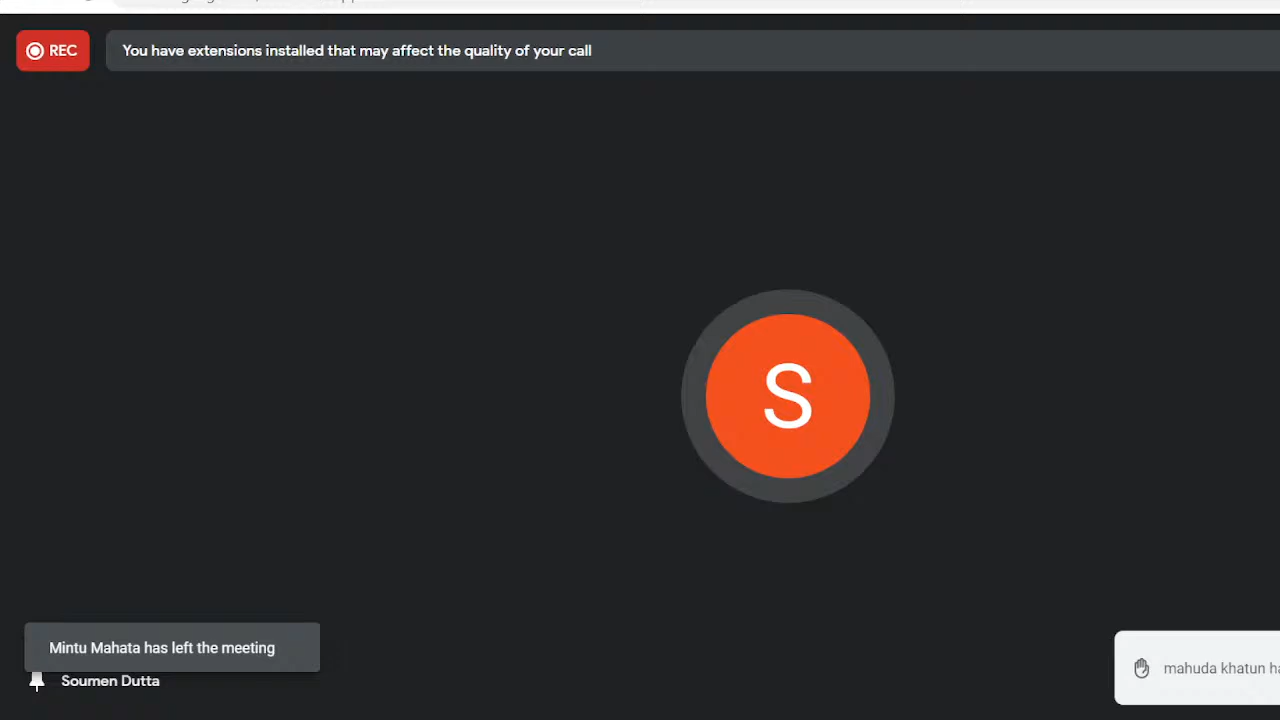 REC
You have extensions installed that may affect the quality of your call
S
Mintu Mahata has left the meeting
Soumen Dutta
mahuda khatun ha